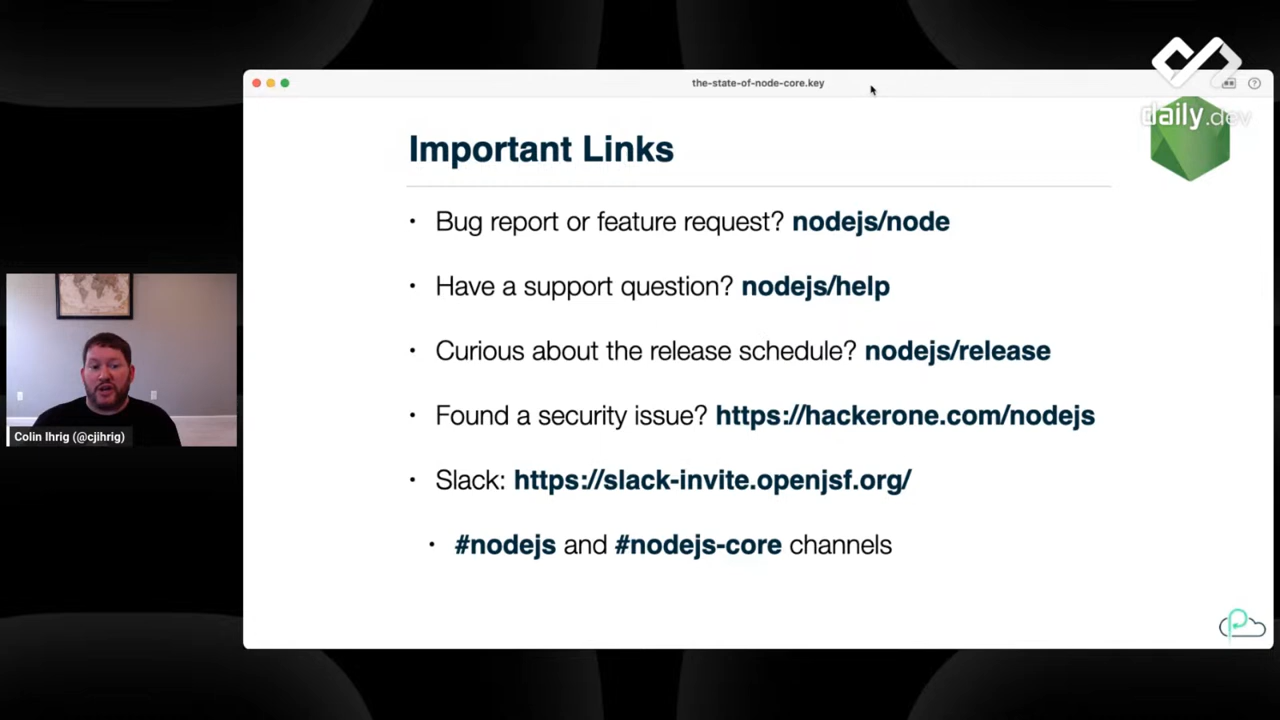 the-state-of-node-core.key
daily.dev
Important Links
• Bug report or feature request? nodejs/node
• Have a support question? nodejs/help
• Curious about the release schedule? nodejs/release
• Found a security issue? https://hackerone.com/nodejs
• Slack: https://slack-invite.openjsf.org/
• #nodejs and #nodejs-core channels
Colin Ihrig (@cjihrig)